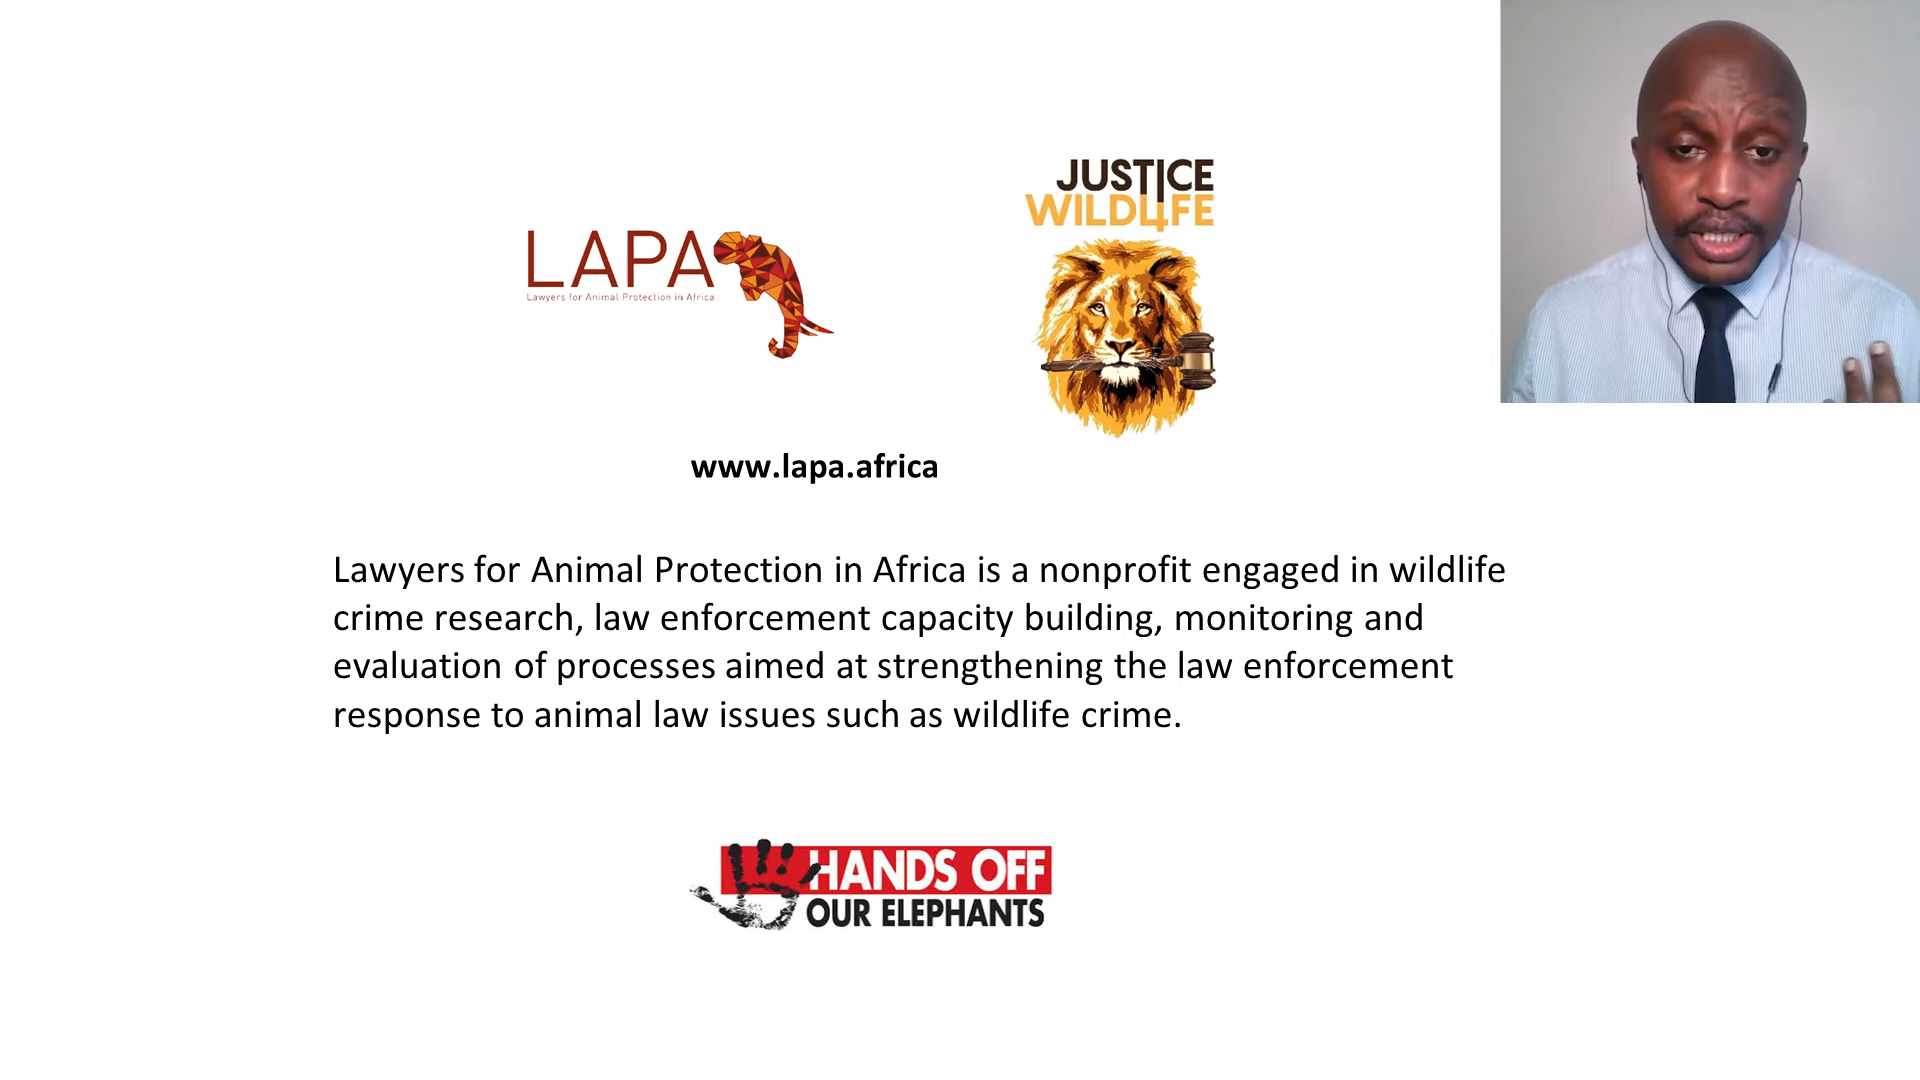 JUSTICE
WILDL4FE
LAPA
Lawyers for Animal Protection in Africa
www.lapa.africa
Lawyers for Animal Protection in Africa is a nonprofit engaged in wildlife
crime research, law enforcement capacity building, monitoring and
evaluation of processes aimed at strengthening the law enforcement
response to animal law issues such as wildlife crime.
HANDS OFF
OUR ELEPHANTS